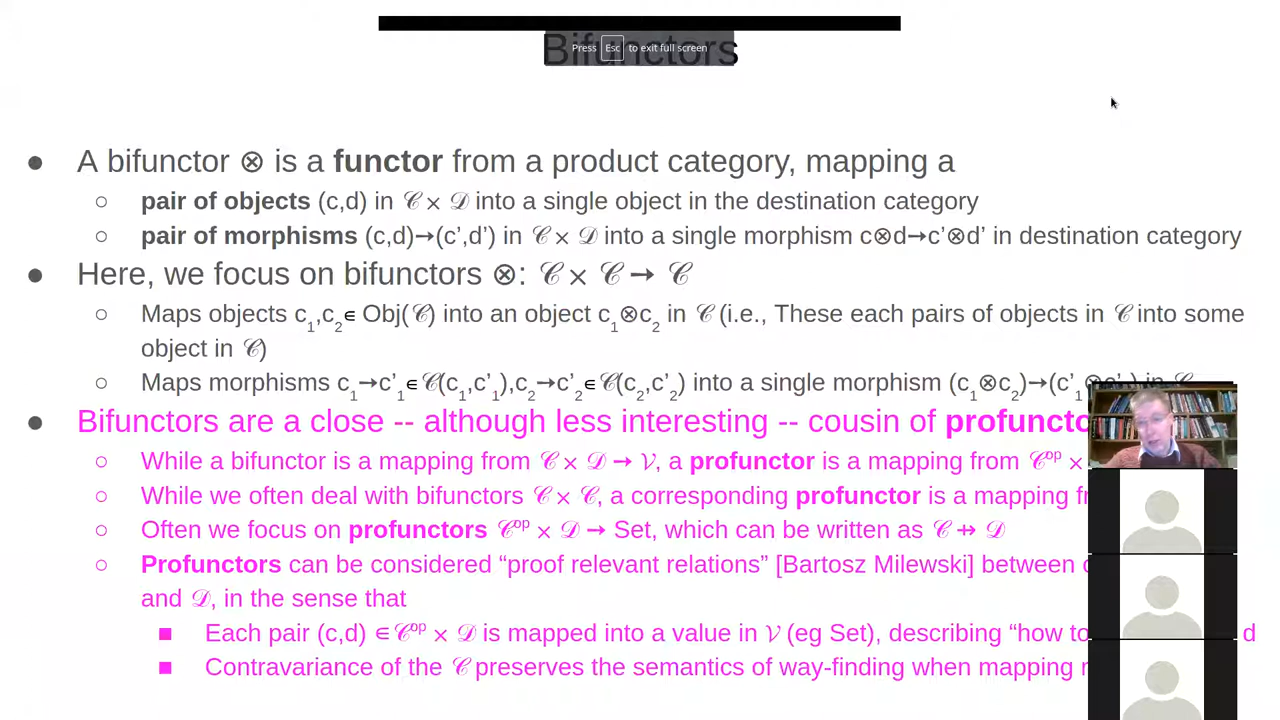 Bifunctors
Press Esc to exit full screen
● A bifunctor ⊗ is a functor from a product category, mapping a
○ pair of objects (c,d) in 𝒞 × 𝒟 into a single object in the destination category
○ pair of morphisms (c,d)→(c’,d’) in 𝒞 × 𝒟 into a single morphism c⊗d→c’⊗d’ in destination category
● Here, we focus on bifunctors ⊗: 𝒞 × 𝒞 → 𝒞
○ Maps objects c₁,c₂∈ Obj(𝒞) into an object c₁⊗c₂ in 𝒞 (i.e., These each pairs of objects in 𝒞 into some
object in 𝒞)
○ Maps morphisms c₁→c’₁∈𝒞(c₁,c’₁),c₂→c’₂∈𝒞(c₂,c’₂) into a single morphism (c₁⊗c₂)→(c’₁⊗c’₂) in 𝒞
● Bifunctors are a close -- although less interesting -- cousin of profuncto
○ While a bifunctor is a mapping from 𝒞 × 𝒟 → 𝒱, a profunctor is a mapping from 𝒞ᵒᵖ ×
○ While we often deal with bifunctors 𝒞 × 𝒞, a corresponding profunctor is a mapping
○ Often we focus on profunctors 𝒞ᵒᵖ × 𝒟 → Set, which can be written as 𝒞 ⇸ 𝒟
○ Profunctors can be considered “proof relevant relations” [Bartosz Milewski] between
and 𝒟, in the sense that
■ Each pair (c,d) ∈𝒞ᵒᵖ × 𝒟 is mapped into a value in 𝒱 (eg Set), describing “how to d
■ Contravariance of the 𝒞 preserves the semantics of way-finding when mapping